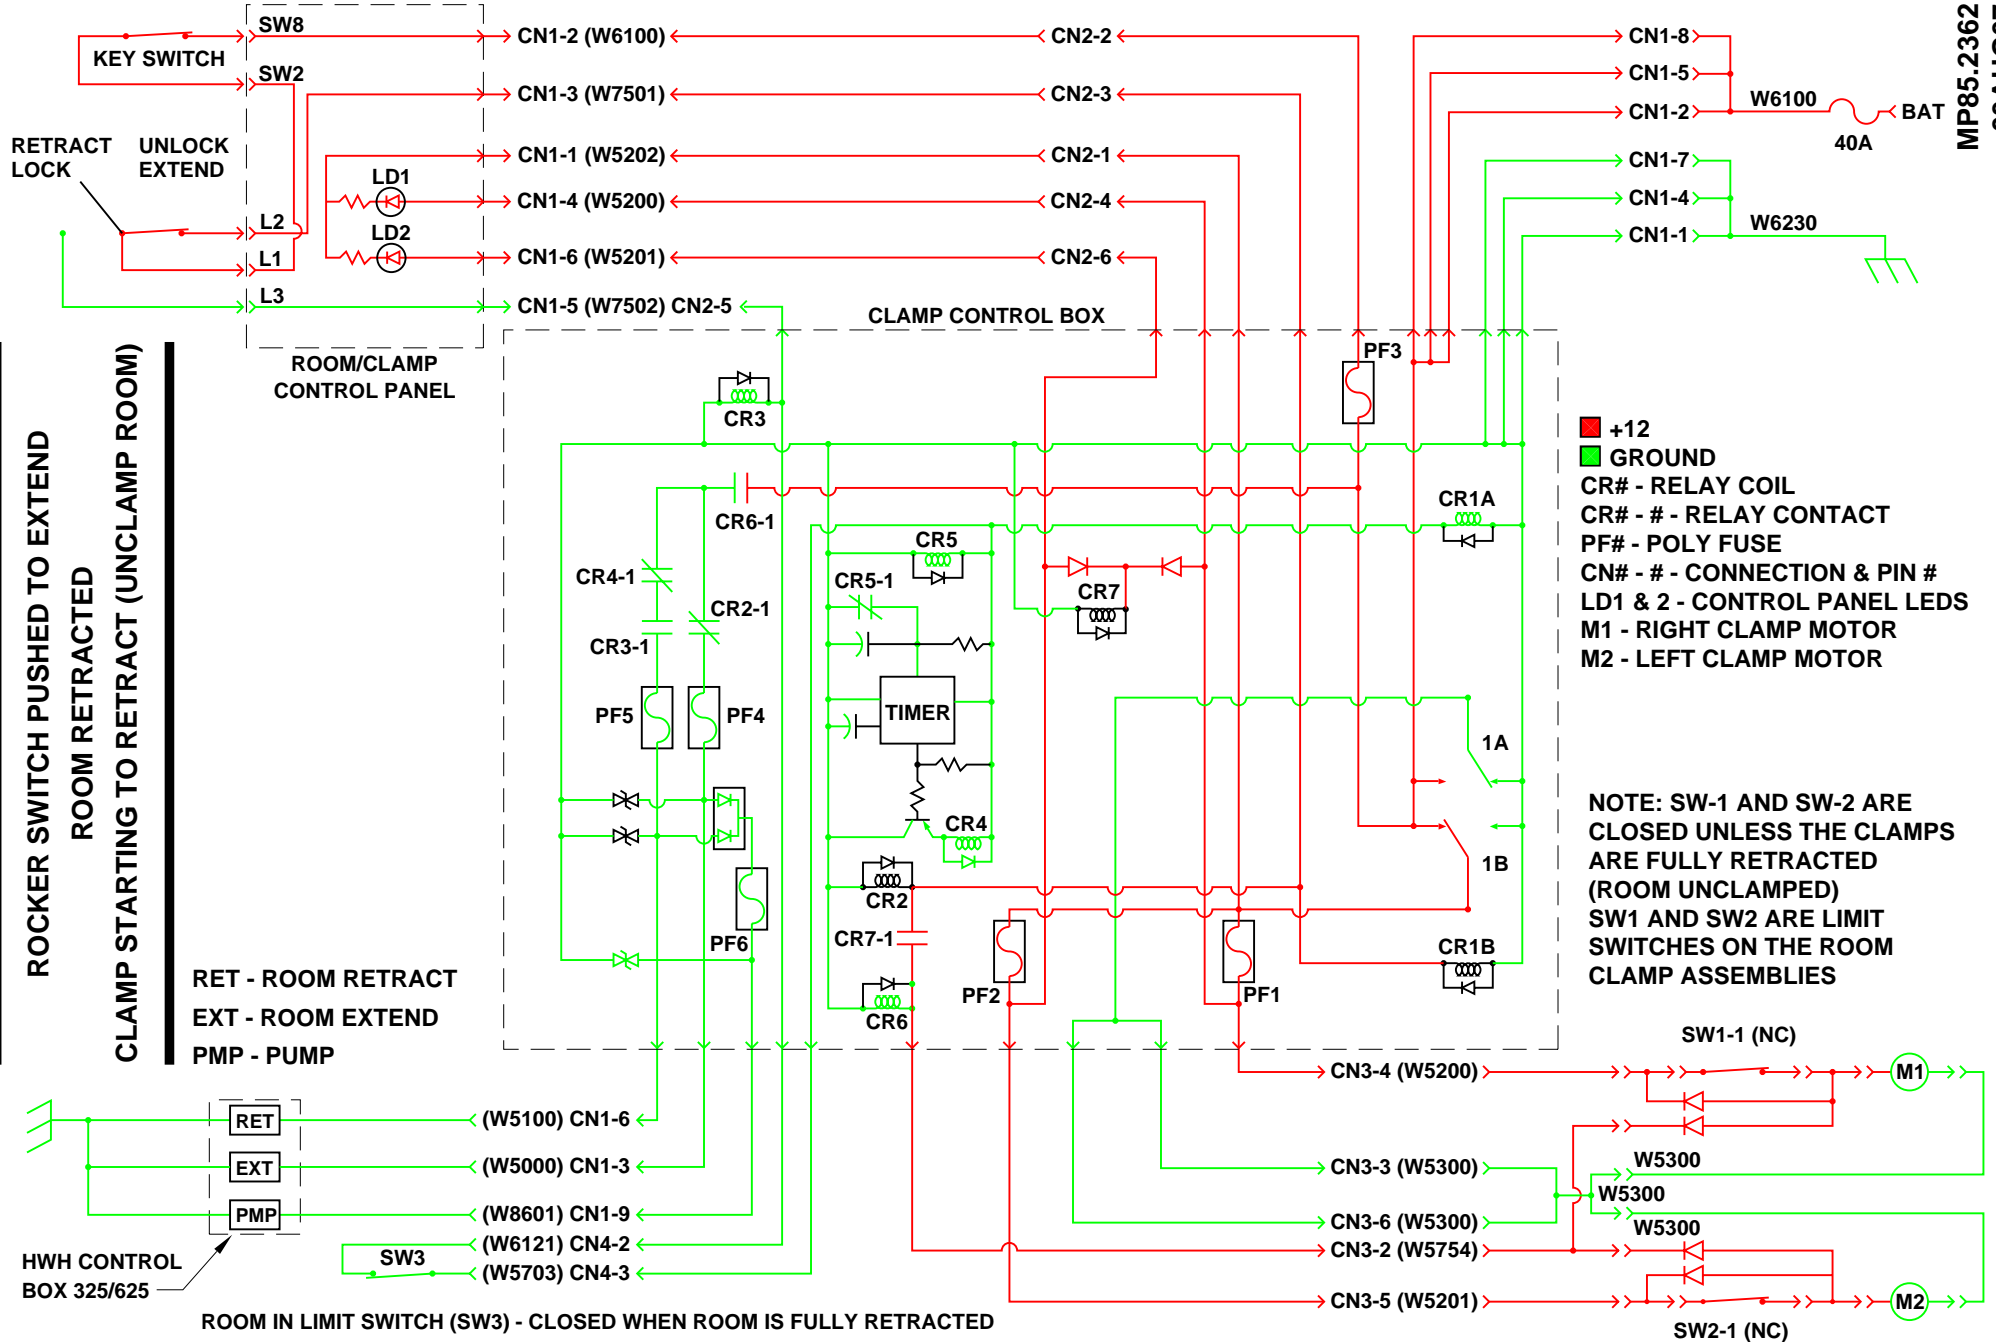 SW8
KEY SWITCH
SW2
RETRACT
LOCK
UNLOCK
EXTEND
L2
L1
L3
LD1
LD2
ROOM/CLAMP
CONTROL PANEL
CN1-2 (W6100)
CN1-3 (W7501)
CN1-1 (W5202)
CN1-4 (W5200)
CN1-6 (W5201)
CN1-5 (W7502) CN2-5
CN2-2
CN2-3
CN2-1
CN2-4
CN2-6
CLAMP CONTROL BOX
CN1-8
CN1-5
CN1-2
W6100
BAT
40A
CN1-7
CN1-4
CN1-1
W6230
MP85.2362
ROCKER SWITCH PUSHED TO EXTEND
ROOM RETRACTED
CLAMP STARTING TO RETRACT (UNCLAMP ROOM)
CR3
PF3
CR6-1
CR1A
CR5
CR4-1
CR5-1
CR7
CR2-1
CR3-1
PF5
PF4
TIMER
1A
CR4
1B
CR2
CR7-1
PF6
CR6
PF2
PF1
CR1B
+12
GROUND
CR# - RELAY COIL
CR# - # - RELAY CONTACT
PF# - POLY FUSE
CN# - # - CONNECTION & PIN #
LD1 & 2 - CONTROL PANEL LEDS
M1 - RIGHT CLAMP MOTOR
M2 - LEFT CLAMP MOTOR
NOTE: SW-1 AND SW-2 ARE
CLOSED UNLESS THE CLAMPS
ARE FULLY RETRACTED
(ROOM UNCLAMPED)
SW1 AND SW2 ARE LIMIT
SWITCHES ON THE ROOM
CLAMP ASSEMBLIES
RET - ROOM RETRACT
EXT - ROOM EXTEND
PMP - PUMP
RET
EXT
PMP
HWH CONTROL
BOX 325/625
(W5100) CN1-6
(W5000) CN1-3
(W8601) CN1-9
(W6121) CN4-2
SW3
(W5703) CN4-3
ROOM IN LIMIT SWITCH (SW3) - CLOSED WHEN ROOM IS FULLY RETRACTED
SW1-1 (NC)
CN3-4 (W5200)
M1
CN3-3 (W5300)
W5300
W5300
CN3-6 (W5300)
W5300
CN3-2 (W5754)
CN3-5 (W5201)
M2
SW2-1 (NC)